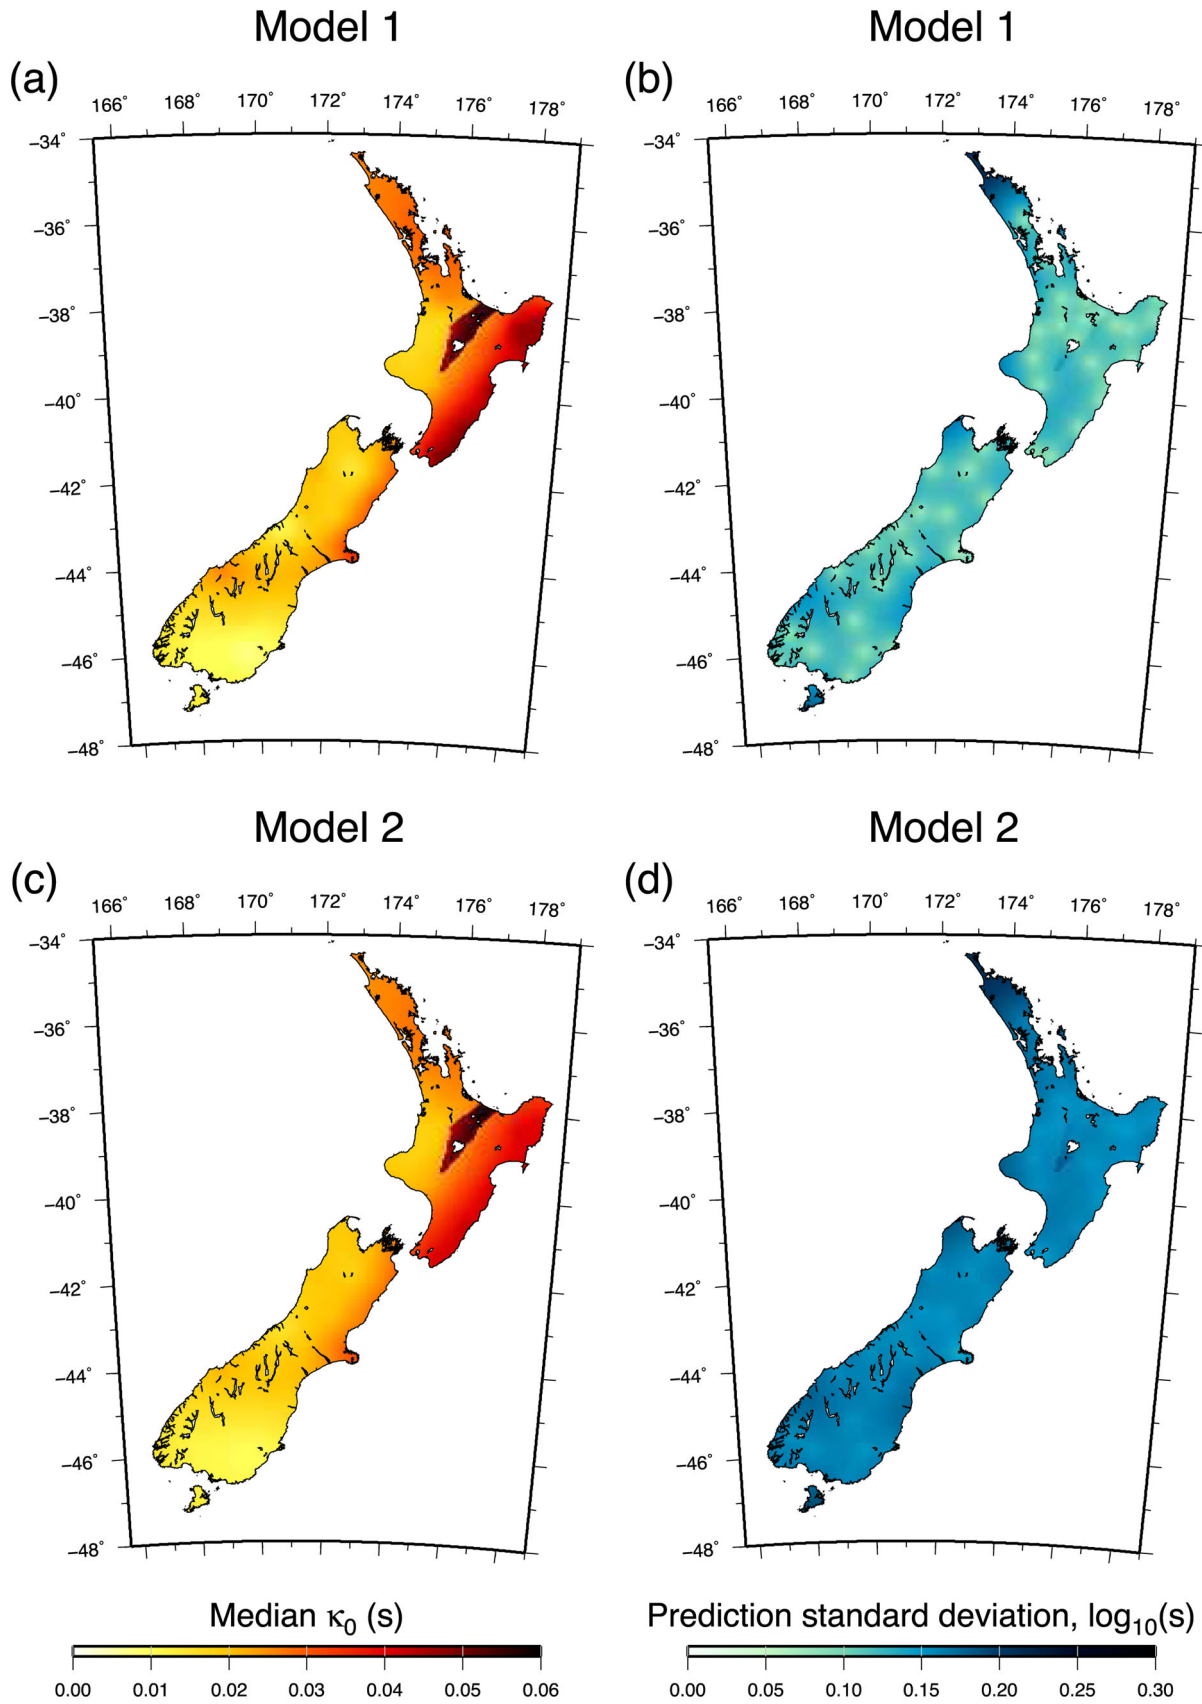 Model 1
Model 1
(a)
(b)
166° 168° 170° 172° 174° 176° 178°
166° 168° 170° 172° 174° 176° 178°
−34°
−36°
−38°
−40°
−42°
−44°
−46°
−48°
−34°
−36°
−38°
−40°
−42°
−44°
−46°
−48°
Model 2
Model 2
(c)
(d)
166° 168° 170° 172° 174° 176° 178°
166° 168° 170° 172° 174° 176° 178°
−34°
−36°
−38°
−40°
−42°
−44°
−46°
−48°
−34°
−36°
−38°
−40°
−42°
−44°
−46°
−48°
Median κ₀ (s)
0.00 0.01 0.02 0.03 0.04 0.05 0.06
Prediction standard deviation, log₁₀(s)
0.00 0.05 0.10 0.15 0.20 0.25 0.30